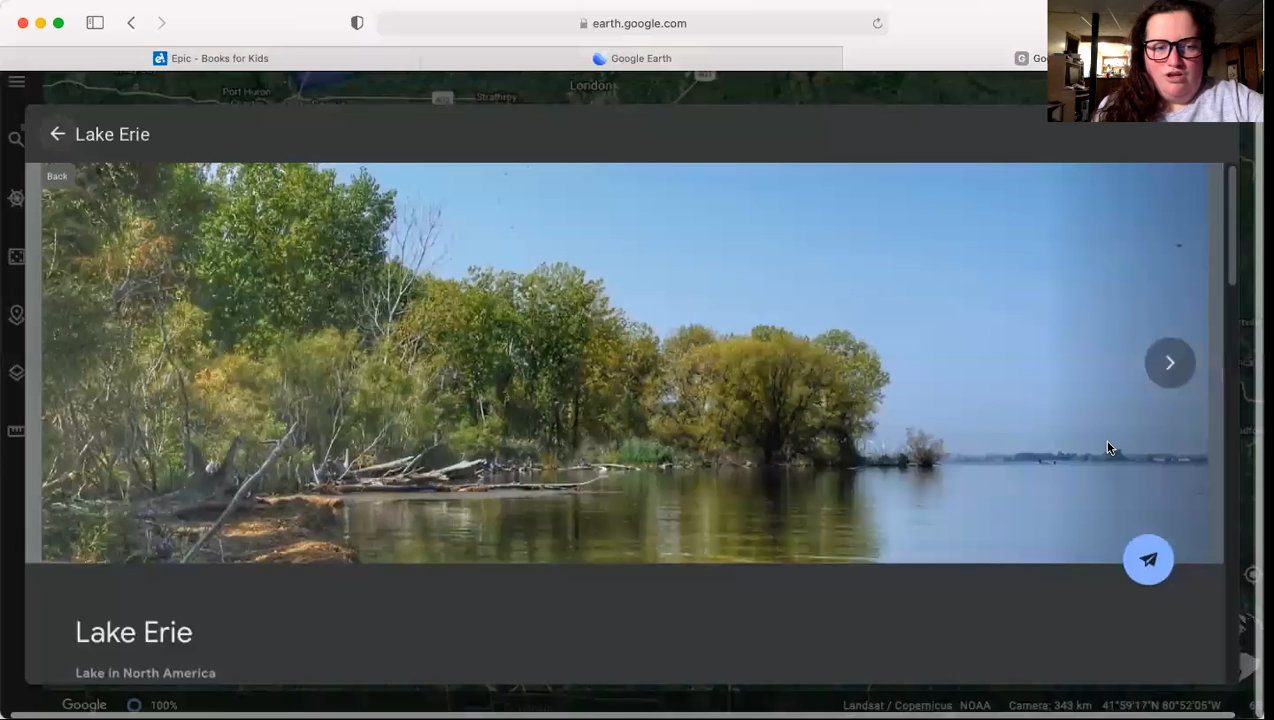 earth.google.com
Epic - Books for Kids
Google Earth
Port Huron
Strathroy
London
Lake Erie
Back
Lake Erie
Lake in North America
Google
100%
Landsat / Copernicus NOAA Camera: 343 km 41°59'17"N 80°52'05"W